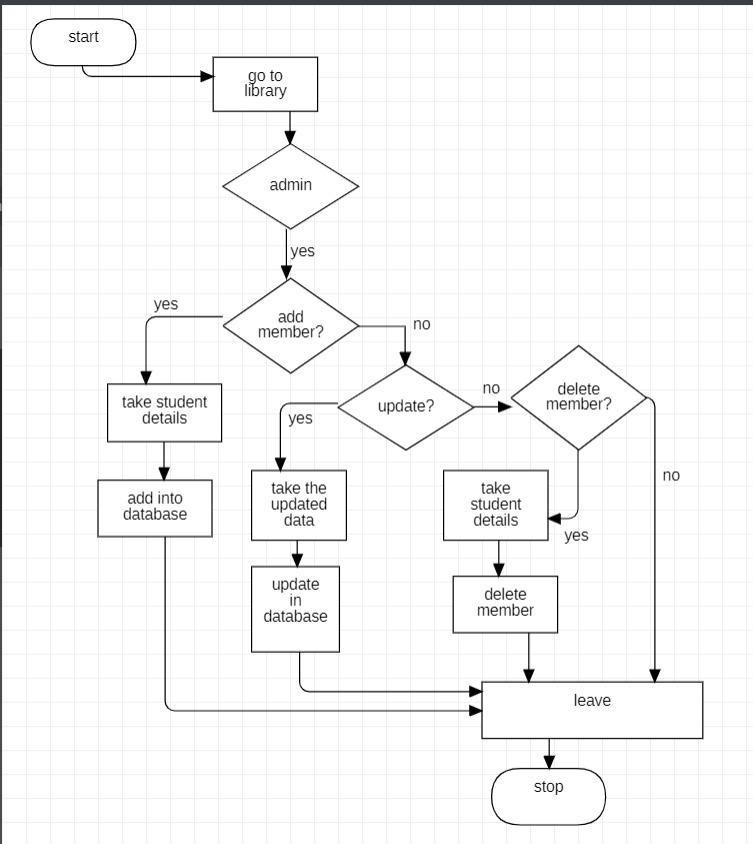 start
go to
library
admin
yes
add
member?
yes
no
take student
details
add into
database
update?
yes
no
take the
updated
data
update
in
database
delete
member?
yes
no
take
student
details
delete
member
leave
stop